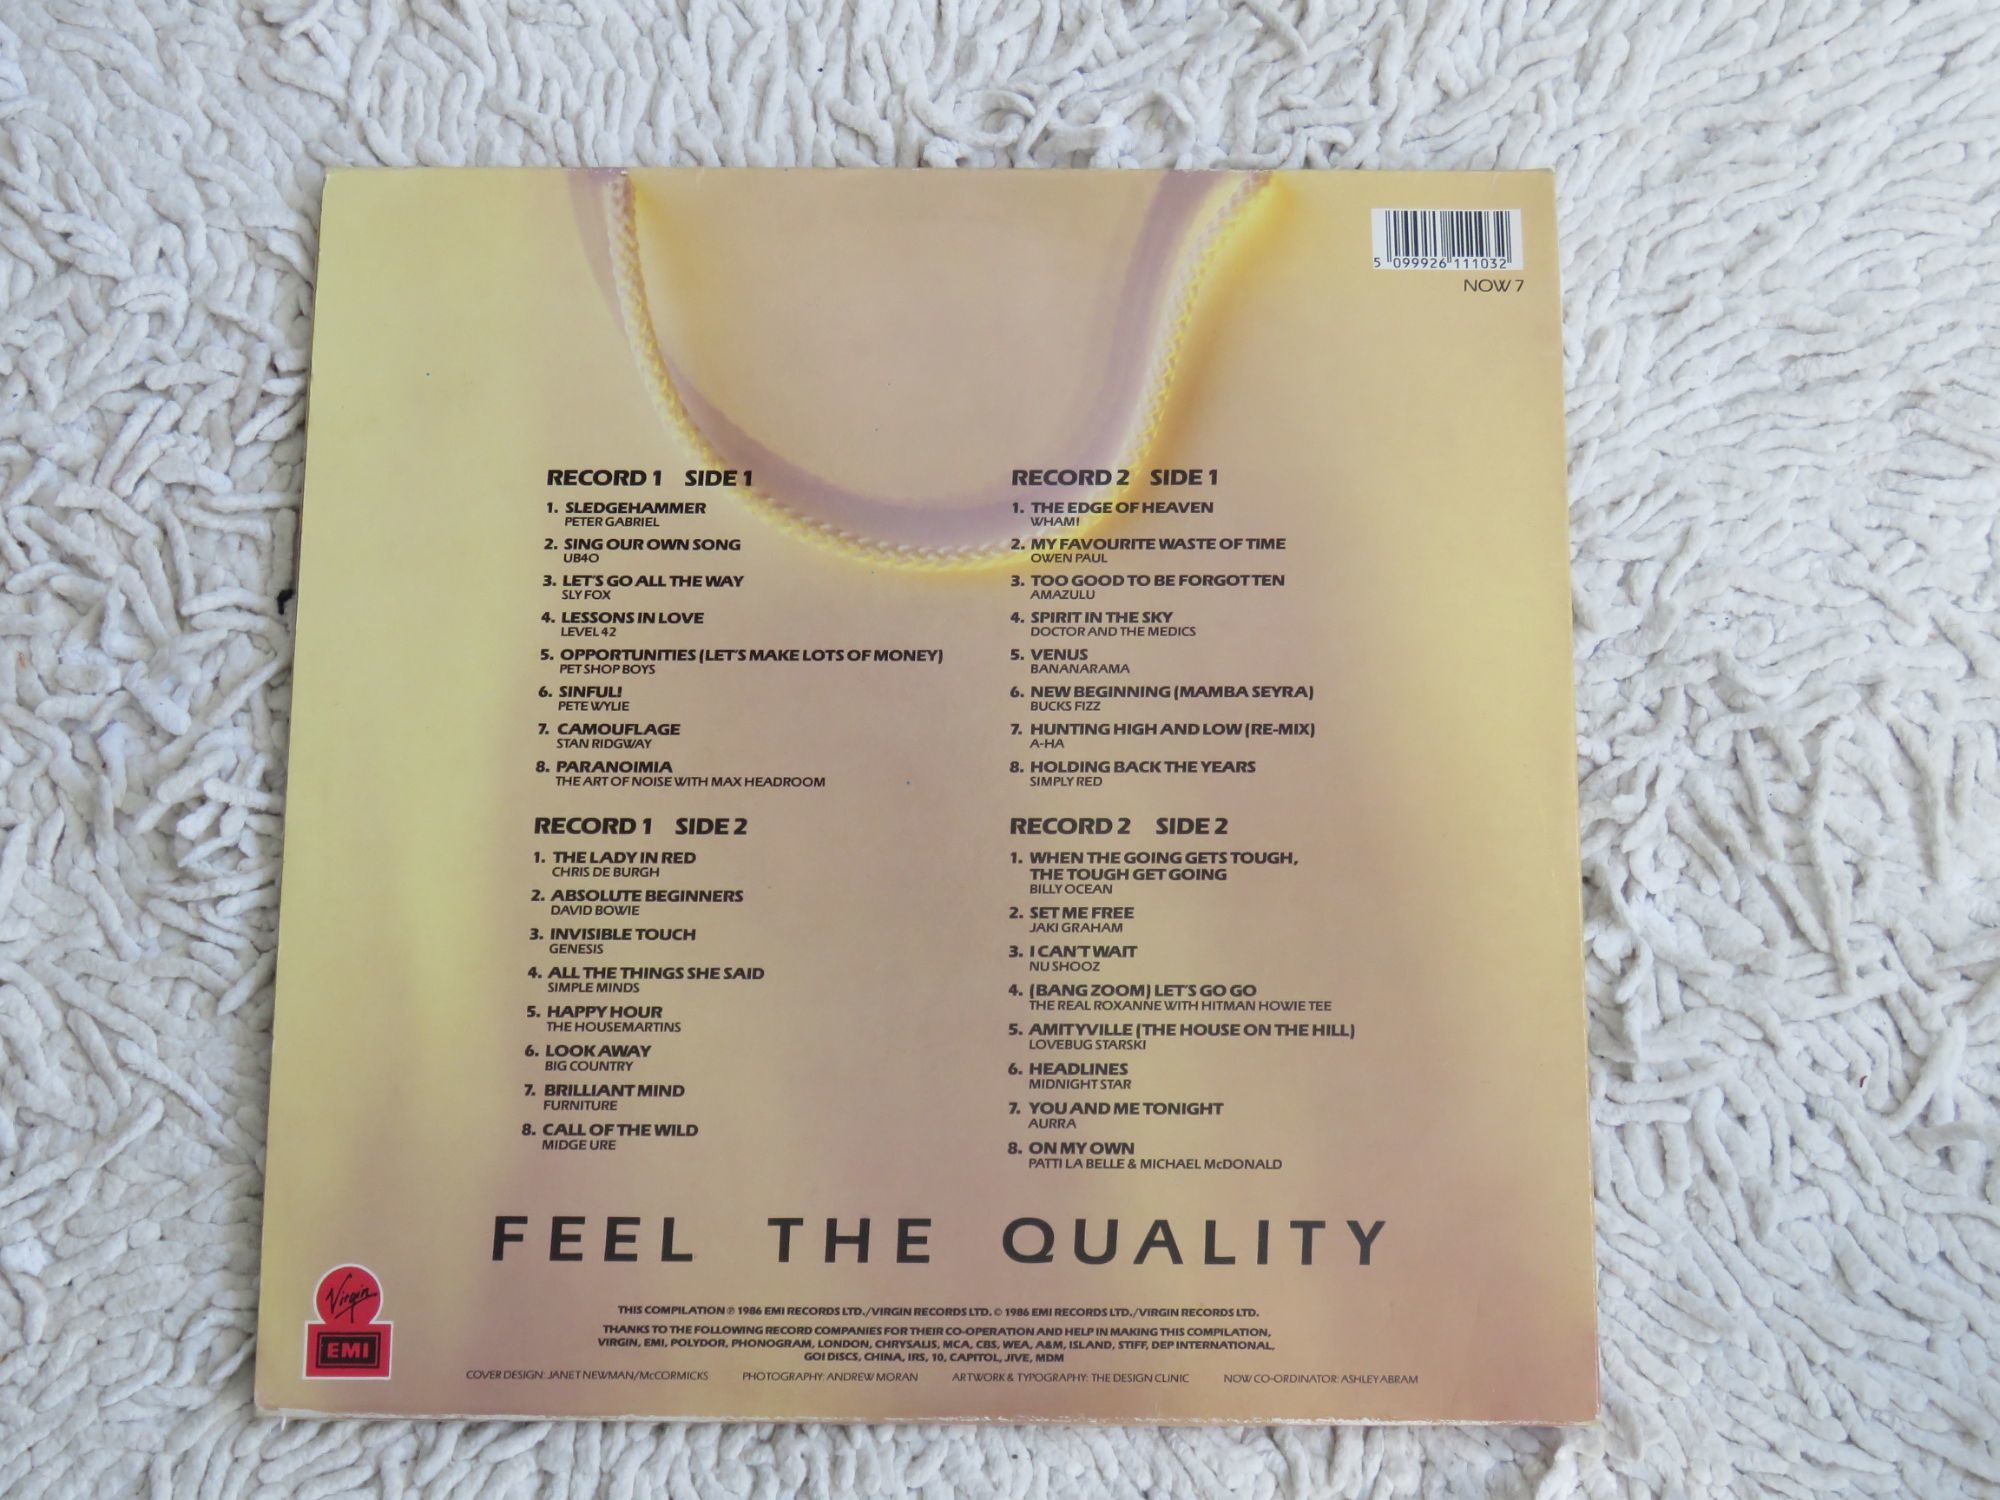 5 099926 111032
NOW 7
RECORD 1 SIDE 1
1. SLEDGEHAMMER
PETER GABRIEL
2. SING OUR OWN SONG
UB40
3. LET'S GO ALL THE WAY
SLY FOX
4. LESSONS IN LOVE
LEVEL 42
5. OPPORTUNITIES (LET'S MAKE LOTS OF MONEY)
PET SHOP BOYS
6. SINFUL!
PETE WYLIE
7. CAMOUFLAGE
STAN RIDGWAY
8. PARANOIMIA
THE ART OF NOISE WITH MAX HEADROOM
RECORD 1 SIDE 2
1. THE LADY IN RED
CHRIS DE BURGH
2. ABSOLUTE BEGINNERS
DAVID BOWIE
3. INVISIBLE TOUCH
GENESIS
4. ALL THE THINGS SHE SAID
SIMPLE MINDS
5. HAPPY HOUR
THE HOUSEMARTINS
6. LOOK AWAY
BIG COUNTRY
7. BRILLIANT MIND
FURNITURE
8. CALL OF THE WILD
MIDGE URE
RECORD 2 SIDE 1
1. THE EDGE OF HEAVEN
WHAM!
2. MY FAVOURITE WASTE OF TIME
OWEN PAUL
3. TOO GOOD TO BE FORGOTTEN
AMAZULU
4. SPIRIT IN THE SKY
DOCTOR AND THE MEDICS
5. VENUS
BANANARAMA
6. NEW BEGINNING (MAMBA SEYRA)
BUCKS FIZZ
7. HUNTING HIGH AND LOW (RE-MIX)
A-HA
8. HOLDING BACK THE YEARS
SIMPLY RED
RECORD 2 SIDE 2
1. WHEN THE GOING GETS TOUGH,
THE TOUGH GET GOING
BILLY OCEAN
2. SET ME FREE
JAKI GRAHAM
3. I CAN'T WAIT
NU SHOOZ
4. (BANG ZOOM) LET'S GO GO
THE REAL ROXANNE WITH HITMAN HOWIE TEE
5. AMITYVILLE (THE HOUSE ON THE HILL)
LOVEBUG STARSKI
6. HEADLINES
MIDNIGHT STAR
7. YOU AND ME TONIGHT
AURRA
8. ON MY OWN
PATTI LA BELLE & MICHAEL McDONALD
FEEL THE QUALITY
Virgin
EMI
THIS COMPILATION ℗ 1986 EMI RECORDS LTD./VIRGIN RECORDS LTD. © 1986 EMI RECORDS LTD./VIRGIN RECORDS LTD.
THANKS TO THE FOLLOWING RECORD COMPANIES FOR THEIR CO-OPERATION AND HELP IN MAKING THIS COMPILATION,
VIRGIN, EMI, POLYDOR, PHONOGRAM, LONDON, CHRYSALIS, MCA, CBS, WEA, A&M, ISLAND, STIFF, DEP INTERNATIONAL,
GO! DISCS, CHINA, IRS, 10, CAPITOL, JIVE, MDM
COVER DESIGN: JANET NEWMAN/McCORMICKS PHOTOGRAPHY: ANDREW MORAN ARTWORK & TYPOGRAPHY: THE DESIGN CLINIC NOW CO-ORDINATOR: ASHLEY ABRAM